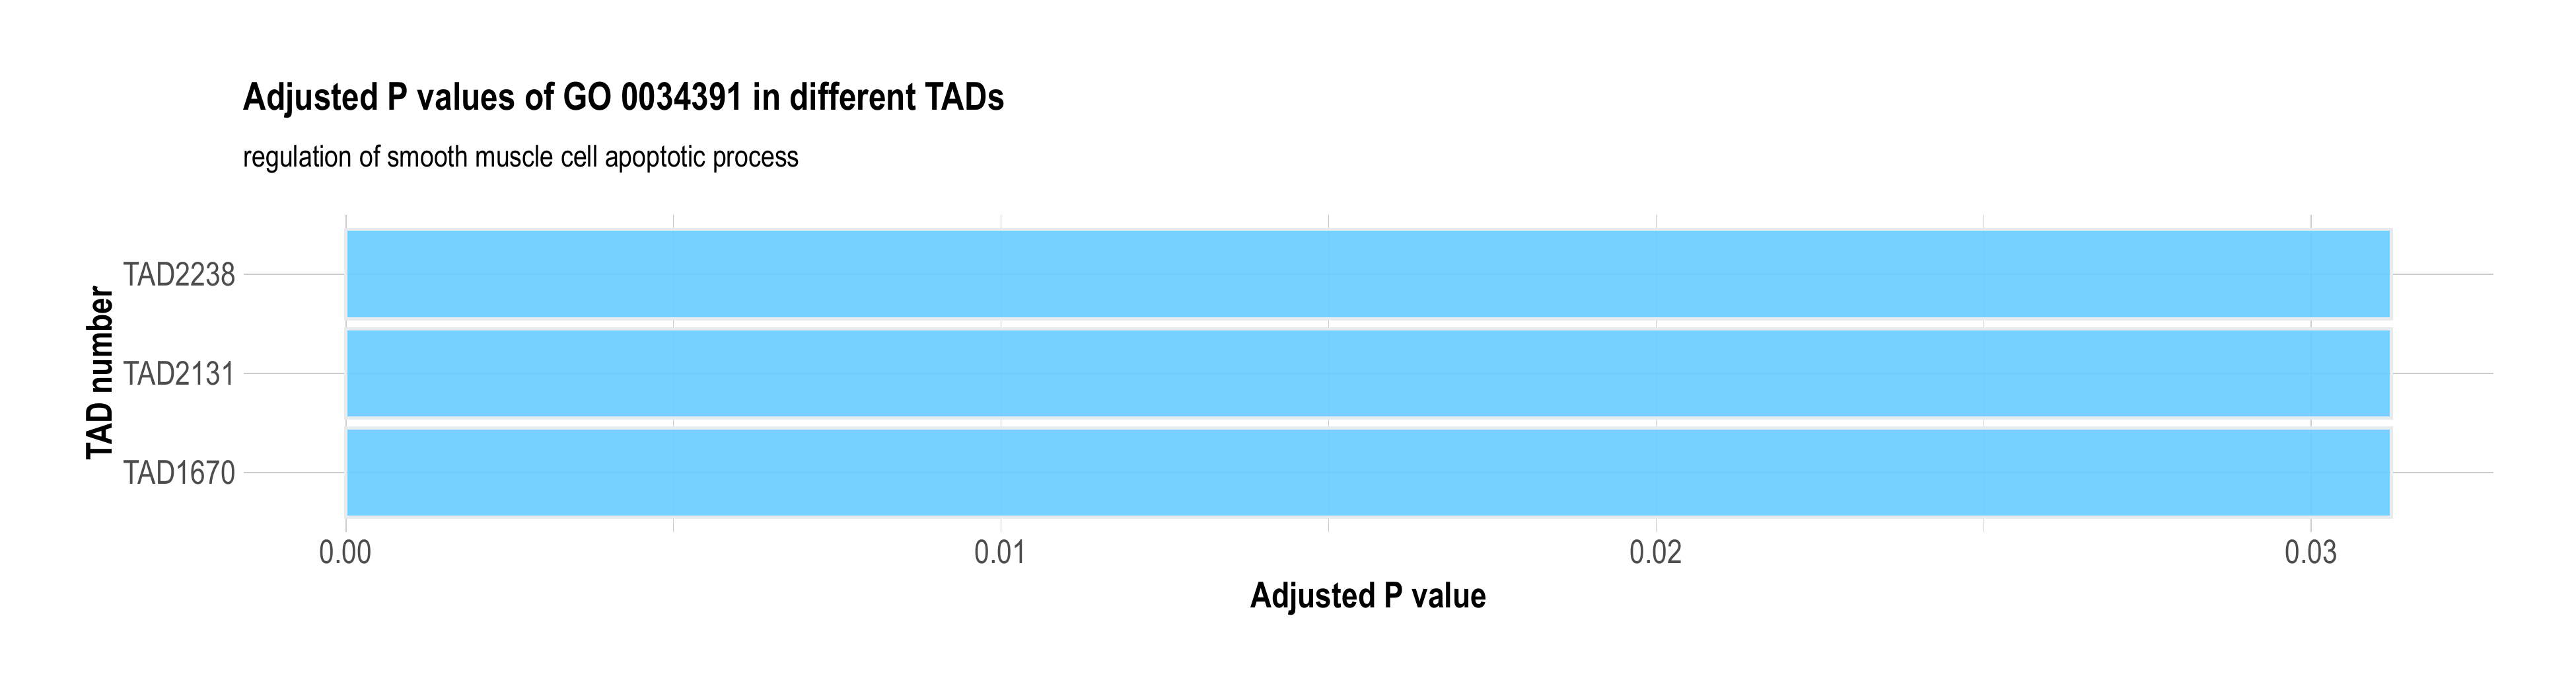 Adjusted P values of GO 0034391 in different TADs
regulation of smooth muscle cell apoptotic process
TAD number
TAD2238
TAD2131
TAD1670
0.00 0.01 0.02 0.03
Adjusted P value